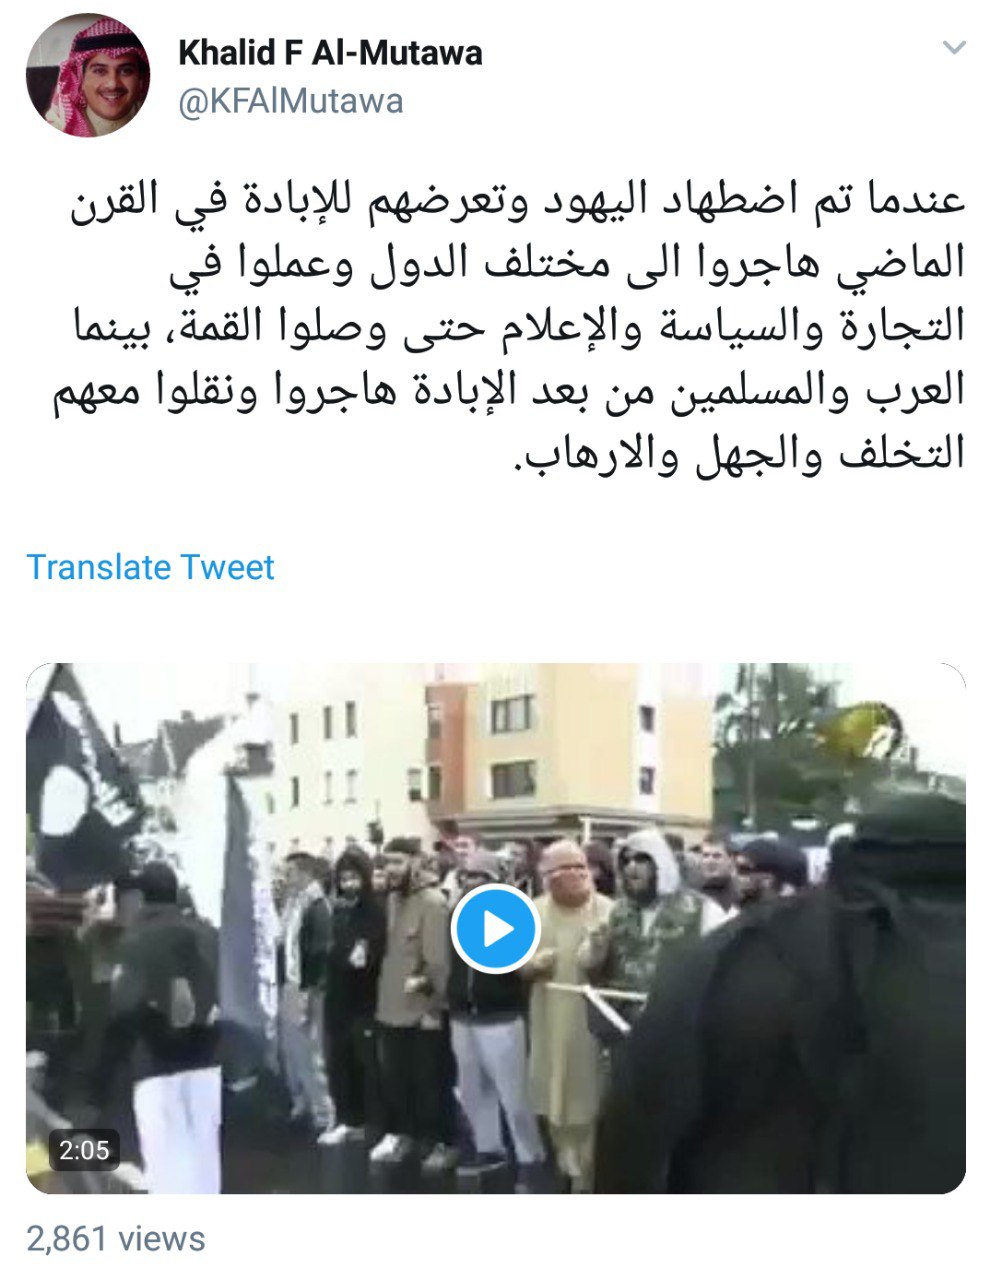 Khalid F Al-Mutawa
@KFAlMutawa
عندما تم اضطهاد اليهود وتعرضهم للإبادة في القرن
الماضي هاجروا الى مختلف الدول وعملوا في
التجارة والسياسة والإعلام حتى وصلوا القمة، بينما
العرب والمسلمين من بعد الإبادة هاجروا ونقلوا معهم
التخلف والجهل والارهاب.
Translate Tweet
2:05
2,861 views